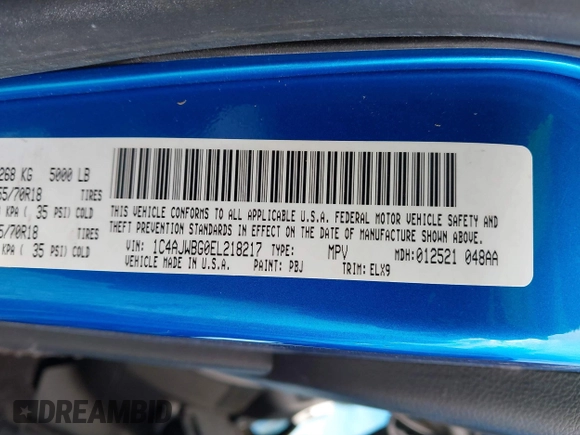 268 KG 5000 LB
55/70R18 TIRES
KPA ( 35 PSI) COLD
5/70R18 TIRES
KPA ( 35 PSI) COLD
THIS VEHICLE CONFORMS TO ALL APPLICABLE U.S.A. FEDERAL MOTOR VEHICLE SAFETY AND
THEFT PREVENTION STANDARDS IN EFFECT ON THE DATE OF MANUFACTURE SHOWN ABOVE.
VIN: 1C4AJWBG0EL218217 TYPE: MPV MDH: 012521 048AA
VEHICLE MADE IN U.S.A. PAINT: PBJ TRIM: ELX9
DREAMBID